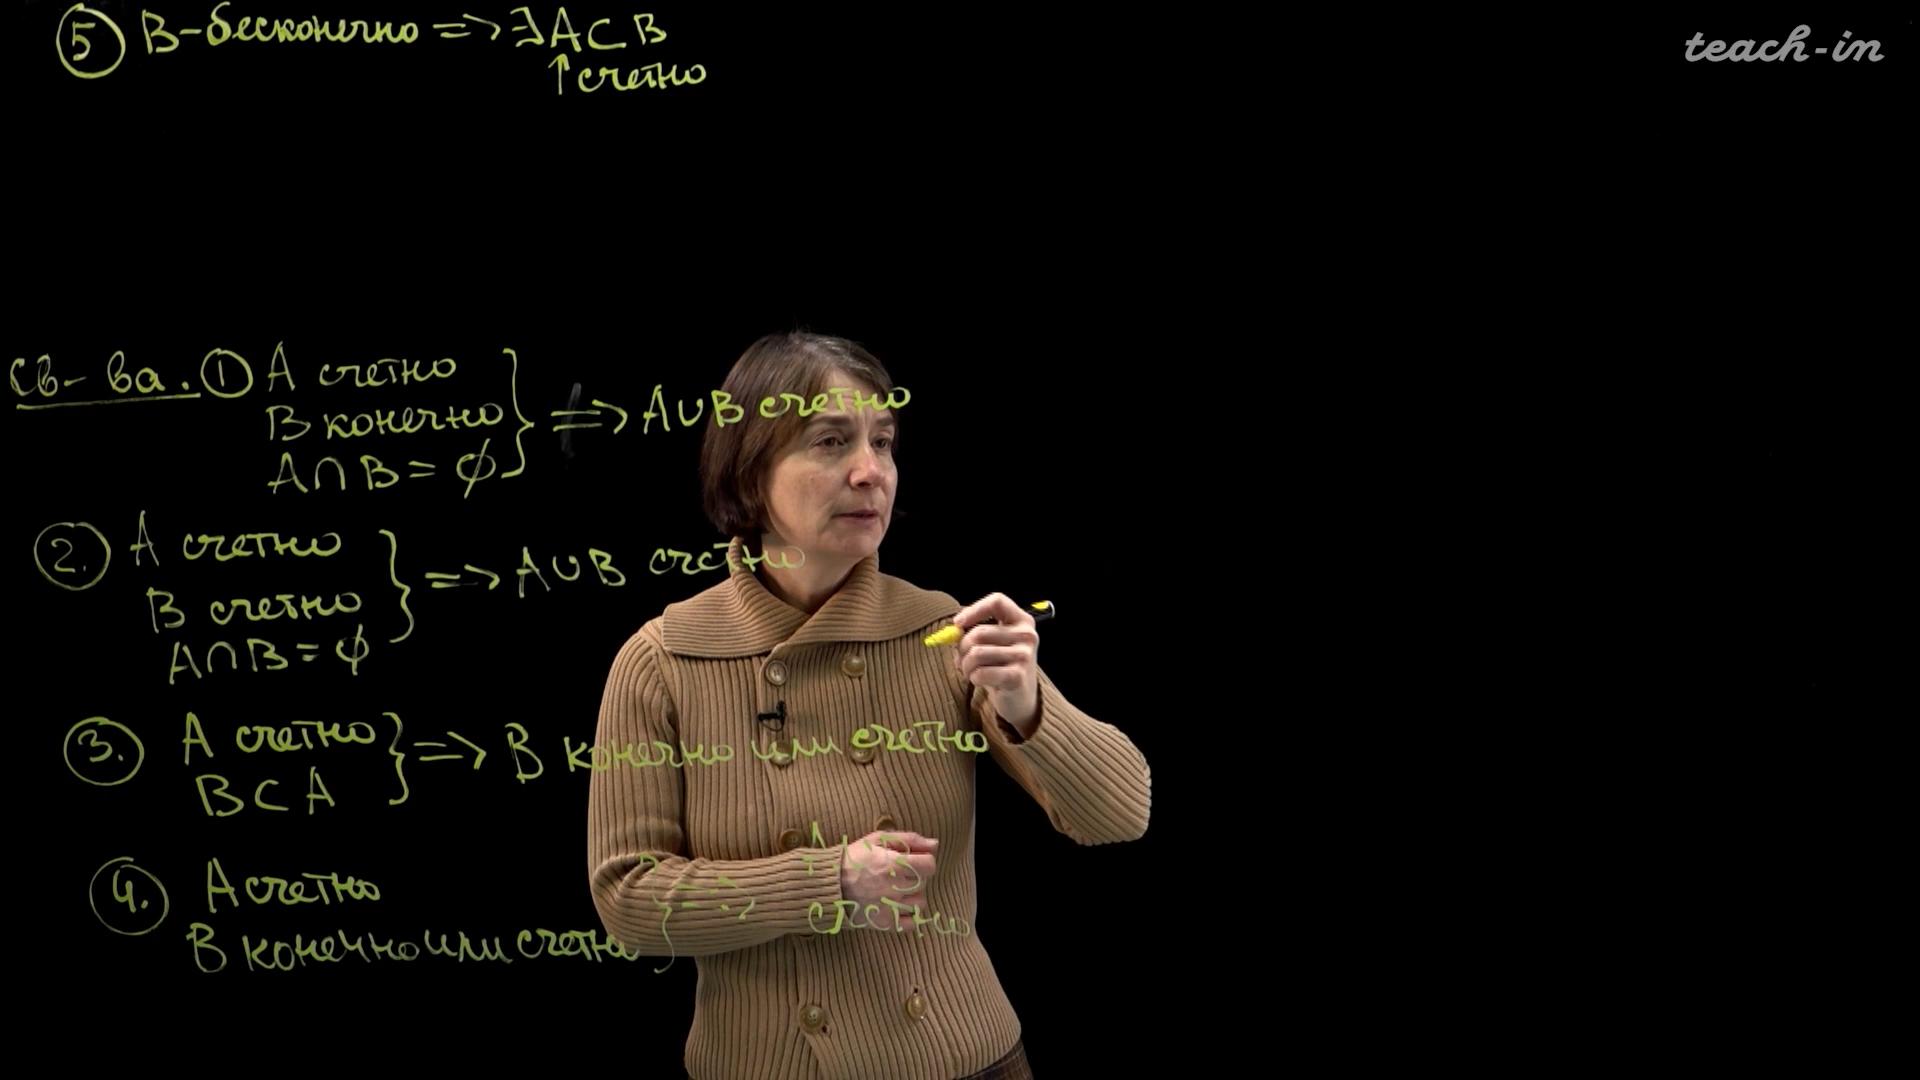 ⑤ B-бесконечно => ∃A⊂B
↑счетно
teach-in
Св-ва. ① A счетно
B конечно
A∩B=∅
} => A∪B счетно
②. A счетно
B счетно
A∩B=∅
} => A∪B счетно
③. A счетно
B⊂A
} => B конечно или счетно
④. A счетно
B конечно или счетно
} => A∪B
счетно